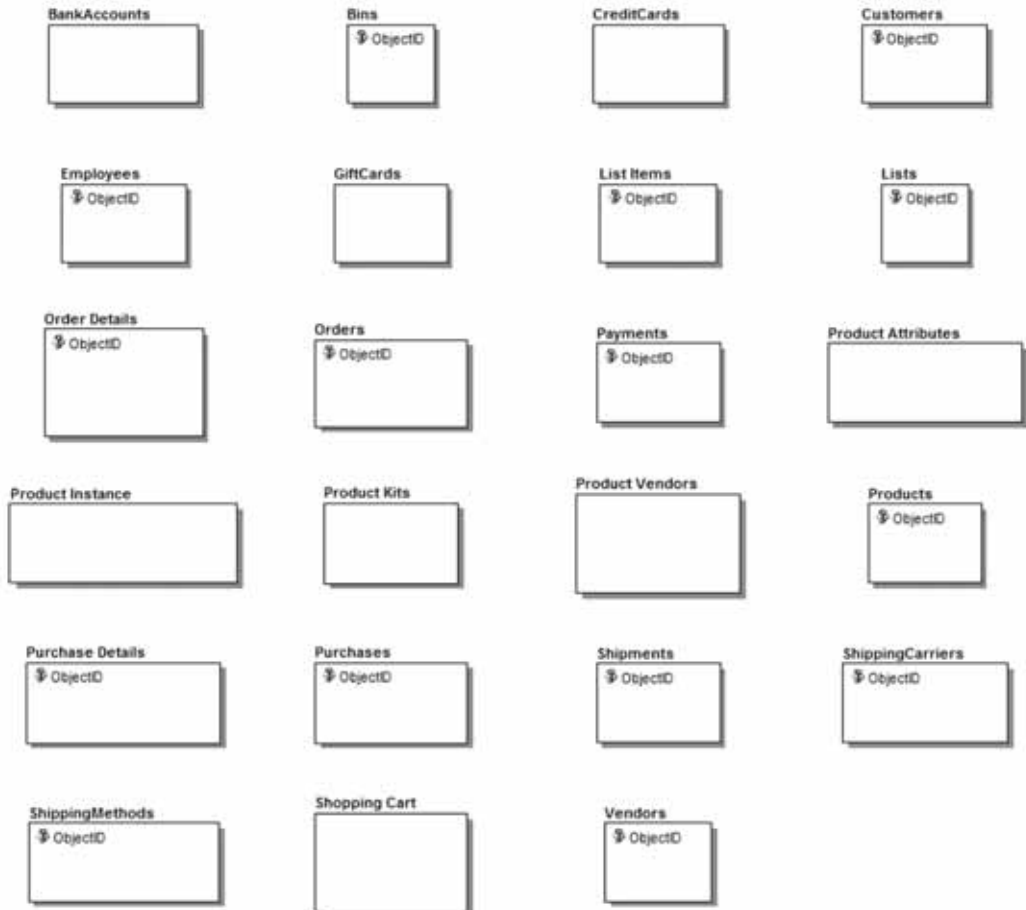 BankAccounts
Bins
ObjectID
CreditCards
Customers
ObjectID
Employees
ObjectID
GiftCards
List Items
ObjectID
Lists
ObjectID
Order Details
ObjectID
Orders
ObjectID
Payments
ObjectID
Product Attributes
Product Instance
Product Kits
Product Vendors
Products
ObjectID
Purchase Details
ObjectID
Purchases
ObjectID
Shipments
ObjectID
ShippingCarriers
ObjectID
ShippingMethods
ObjectID
Shopping Cart
Vendors
ObjectID